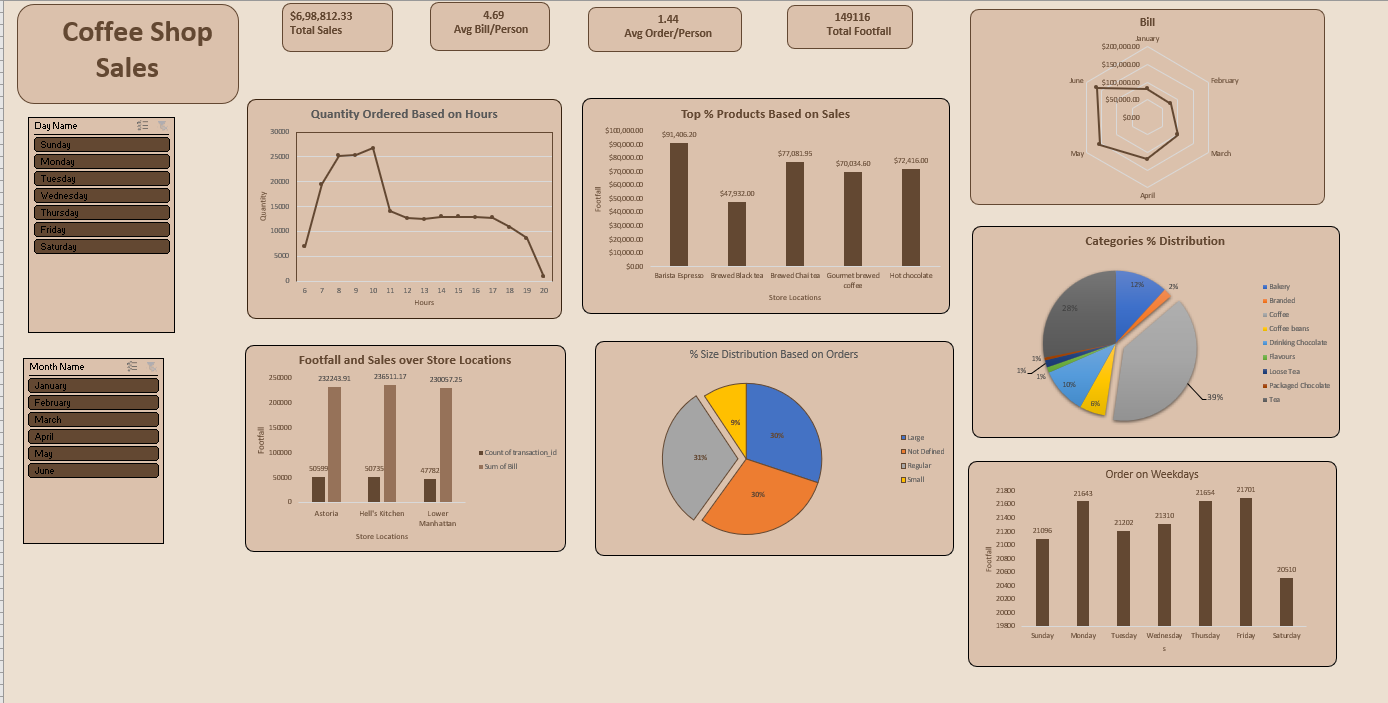 Coffee Shop
Sales
$6,98,812.33
Total Sales
4.69
Avg Bill/Person
1.44
Avg Order/Person
149116
Total Footfall
Day Name
Sunday
Monday
Tuesday
Wednesday
Thursday
Friday
Saturday
Month Name
January
February
March
April
May
June
Quantity Ordered Based on Hours
30000
25000
20000
15000
10000
5000
0
Quantity
6 7 8 9 10 11 12 13 14 15 16 17 18 19 20
Hours
Top % Products Based on Sales
$100,000.00
$90,000.00
$80,000.00
$70,000.00
$60,000.00
$50,000.00
$40,000.00
$30,000.00
$20,000.00
$10,000.00
$0.00
Footfall
$91,406.20
$47,932.00
$77,081.95
$70,034.60
$72,416.00
Barista Espresso
Brewed Black tea
Brewed Chai tea
Gourmet brewed
coffee
Hot chocolate
Store Locations
Bill
January
February
March
April
May
June
$200,000.00
$150,000.00
$100,000.00
$50,000.00
$0.00
Categories % Distribution
12%
2%
39%
6%
10%
1%
1%
1%
28%
Bakery
Branded
Coffee
Coffee beans
Drinking Chocolate
Flavours
Loose Tea
Packaged Chocolate
Tea
Footfall and Sales over Store Locations
250000
200000
150000
100000
50000
0
Footfall
232243.91
236511.17
230057.25
50599
50735
47782
Astoria
Hell's Kitchen
Lower
Manhattan
Store Locations
Count of transaction_id
Sum of Bill
% Size Distribution Based on Orders
30%
30%
31%
9%
Large
Not Defined
Regular
Small
Order on Weekdays
21800
21600
21400
21200
21000
20800
20600
20400
20200
20000
19800
Footfall
21096
21643
21202
21310
21654
21701
20510
Sunday
Monday
Tuesday
Wednesday
Thursday
Friday
Saturday
s